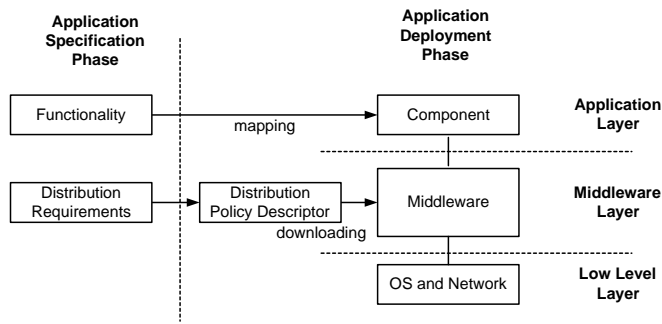 Application
Specification
Phase
Application
Deployment
Phase
Functionality
mapping
Component
Application
Layer
Distribution
Requirements
Distribution
Policy Descriptor
downloading
Middleware
Middleware
Layer
OS and Network
Low Level
Layer